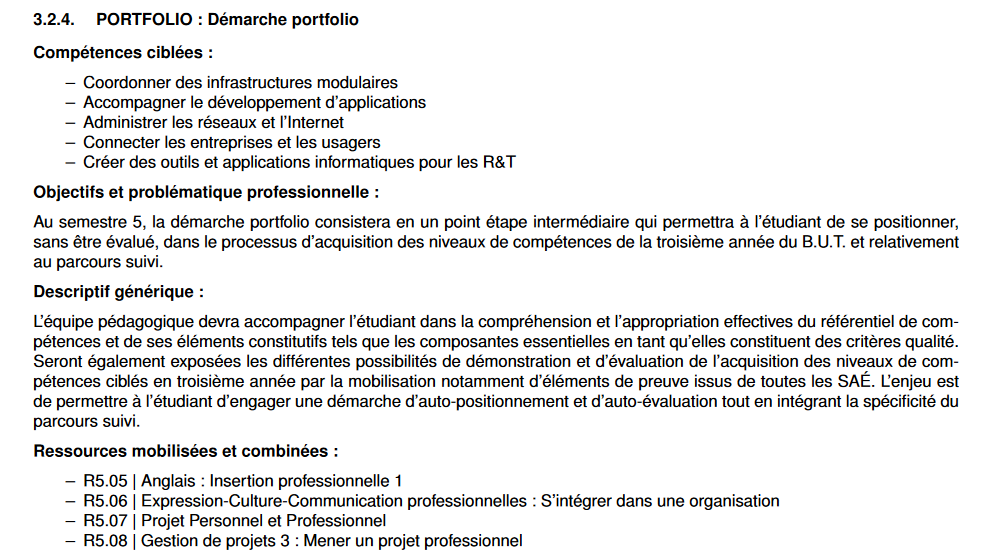 3.2.4. PORTFOLIO : Démarche portfolio
Compétences ciblées :
– Coordonner des infrastructures modulaires
– Accompagner le développement d'applications
– Administrer les réseaux et l'Internet
– Connecter les entreprises et les usagers
– Créer des outils et applications informatiques pour les R&T
Objectifs et problématique professionnelle :
Au semestre 5, la démarche portfolio consistera en un point étape intermédiaire qui permettra à l'étudiant de se positionner,
sans être évalué, dans le processus d'acquisition des niveaux de compétences de la troisième année du B.U.T. et relativement
au parcours suivi.
Descriptif générique :
L'équipe pédagogique devra accompagner l'étudiant dans la compréhension et l'appropriation effectives du référentiel de com-
pétences et de ses éléments constitutifs tels que les composantes essentielles en tant qu'elles constituent des critères qualité.
Seront également exposées les différentes possibilités de démonstration et d'évaluation de l'acquisition des niveaux de com-
pétences ciblés en troisième année par la mobilisation notamment d'éléments de preuve issus de toutes les SAÉ. L'enjeu est
de permettre à l'étudiant d'engager une démarche d'auto-positionnement et d'auto-évaluation tout en intégrant la spécificité du
parcours suivi.
Ressources mobilisées et combinées :
– R5.05 | Anglais : Insertion professionnelle 1
– R5.06 | Expression-Culture-Communication professionnelles : S'intégrer dans une organisation
– R5.07 | Projet Personnel et Professionnel
– R5.08 | Gestion de projets 3 : Mener un projet professionnel